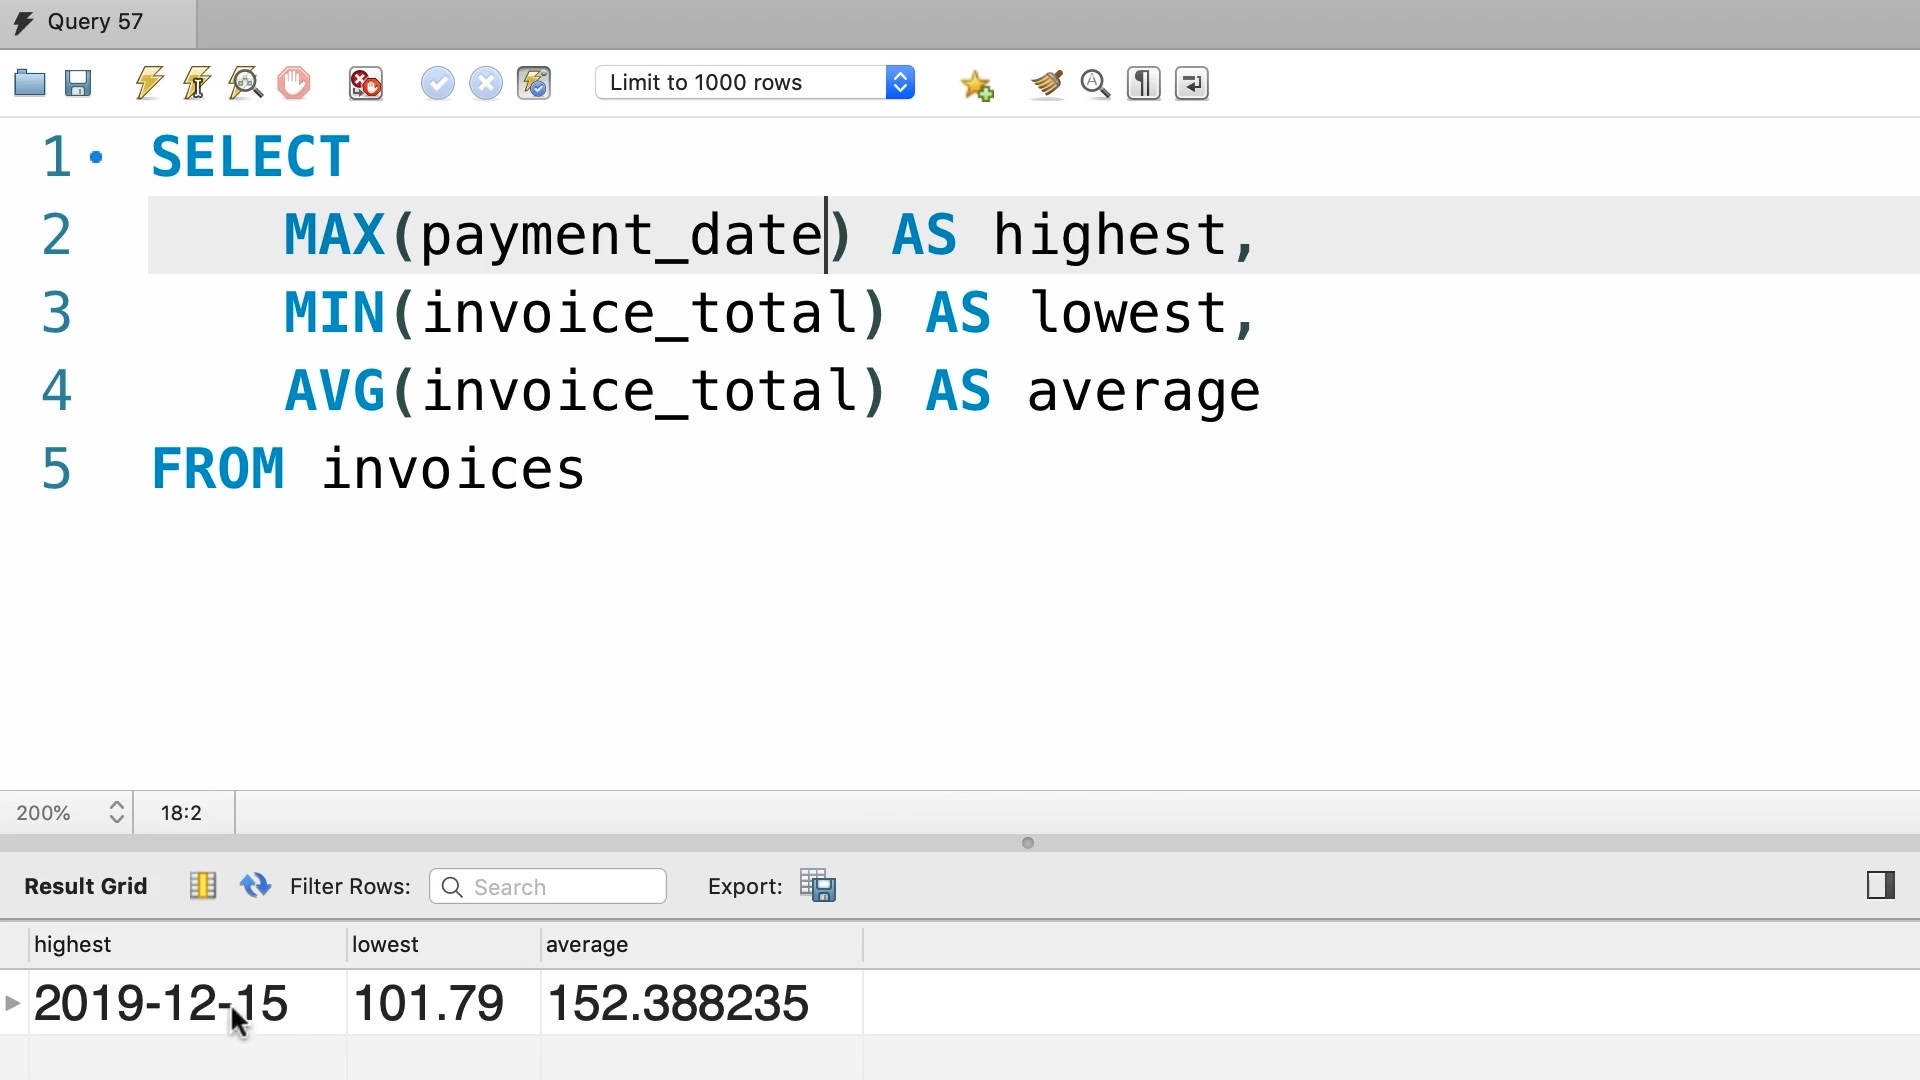 Query 57
Limit to 1000 rows
1 SELECT
2 MAX(payment_date) AS highest,
3 MIN(invoice_total) AS lowest,
4 AVG(invoice_total) AS average
5 FROM invoices
200% 18:2
Result Grid Filter Rows: Search Export:
highest lowest average
2019-12-15 101.79 152.388235